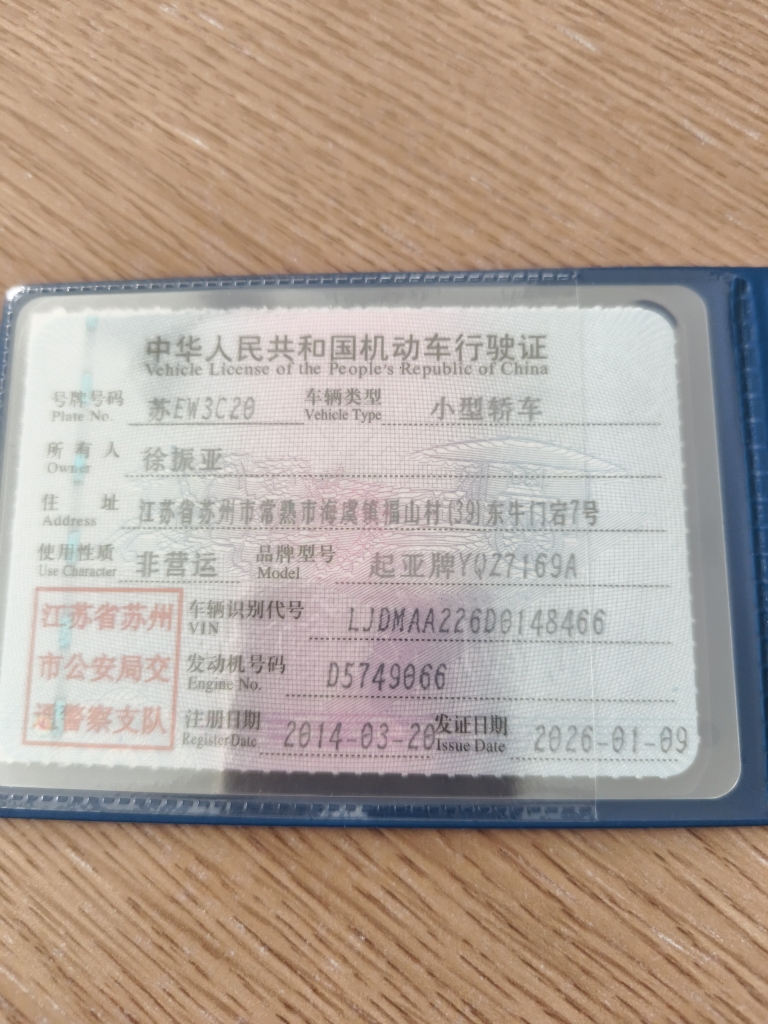 中华人民共和国机动车行驶证
Vehicle License of the People's Republic of China
号牌号码 苏EW3C20 车辆类型 小型轿车
Plate No. Vehicle Type
所有人 徐振亚
Owner
住址 江苏省苏州市常熟市海虞镇福山村(39)东牛门宕7号
Address
使用性质 非营运 品牌型号 起亚牌YQZ7169A
Use Character Model
江苏省苏州
市公安局交
通警察支队
车辆识别代号 LJDMAA226D0148466
VIN
发动机号码 D5749066
Engine No.
注册日期 2014-03-20 发证日期 2026-01-09
Register Date Issue Date